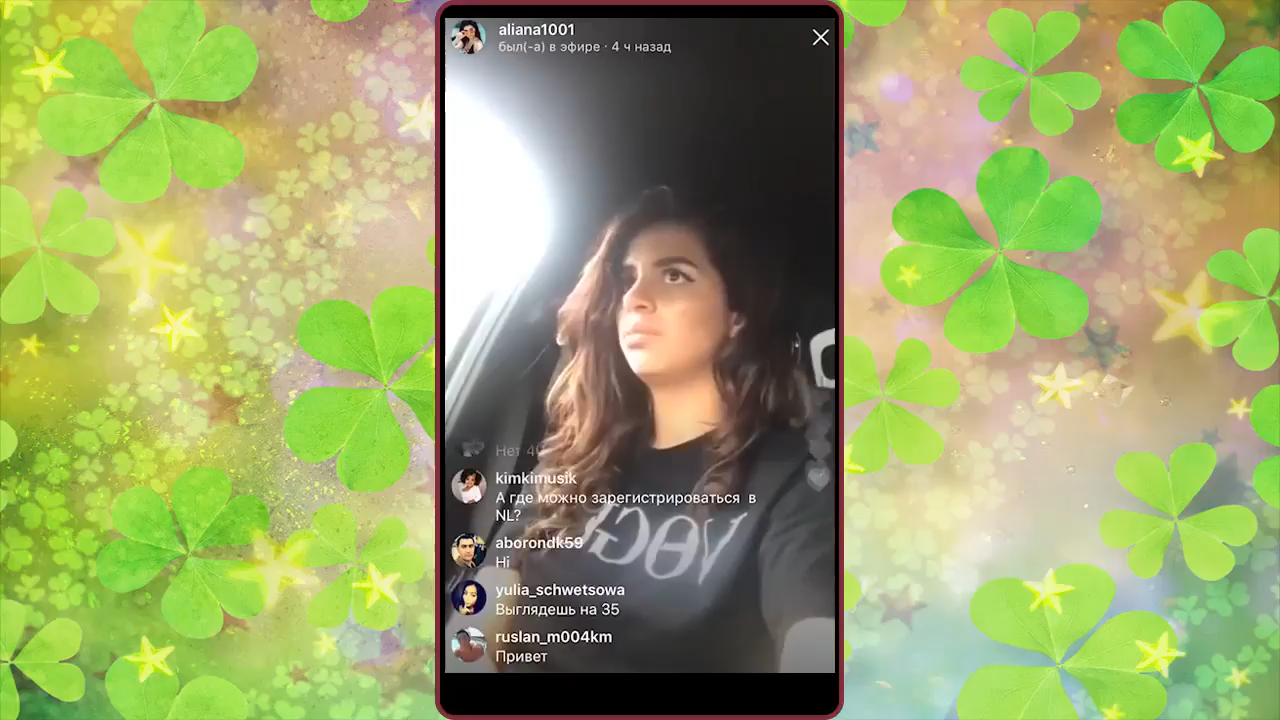 aliana1001
был(-а) в эфире · 4 ч назад
Нет
kimkimusik
А где можно зарегистрироваться в
NL?
aborondk59
Hi
yulia_schwetsowa
Выглядешь на 35
ruslan_m004km
Привет